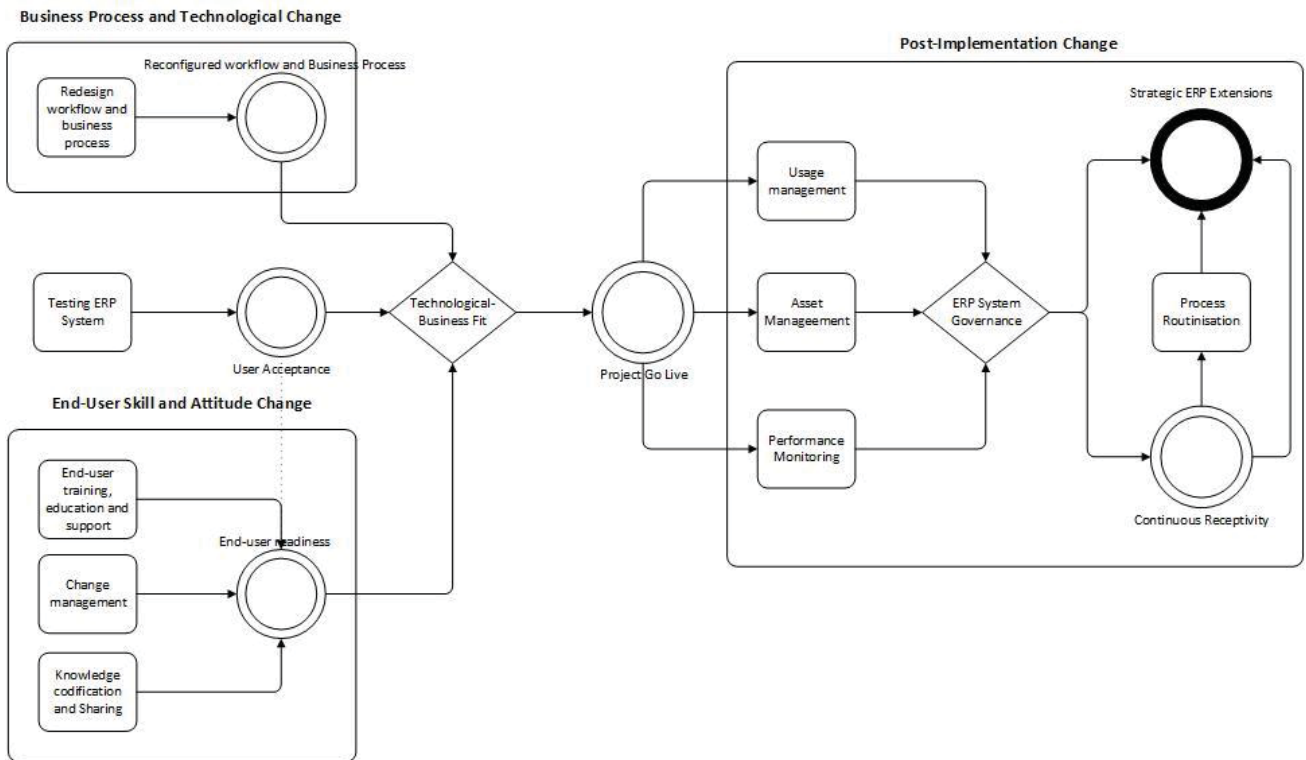 Business Process and Technological Change
Reconfigured workflow and Business Process
Redesign
workflow and
business
process
Testing ERP
System
User Acceptance
Technological-
Business Fit
End-User Skill and Attitude Change
End-user
training,
education and
support
End-user readiness
Change
management
Knowledge
codification
and Sharing
Project Go Live
Post-Implementation Change
Usage
management
Asset
Manageement
Performance
Monitoring
ERP System
Governance
Strategic ERP Extensions
Process
Routinisation
Continuous Receptivity